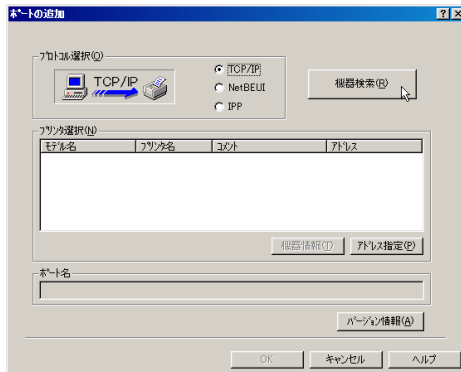 ﾎﾟｰﾄの追加
ﾌﾟﾛﾄｺﾙ選択(O)
TCP/IP
TCP/IP
NetBEUI
IPP
機器検索(R)
ﾌﾟﾘﾝﾀ選択(N)
ﾓﾃﾞﾙ名 ﾌﾟﾘﾝﾀ名 ｺﾒﾝﾄ ｱﾄﾞﾚｽ
機器情報(T) ｱﾄﾞﾚｽ指定(P)
ﾎﾟｰﾄ名
ﾊﾞｰｼﾞｮﾝ情報(A)
OK キャンセル ヘルプ